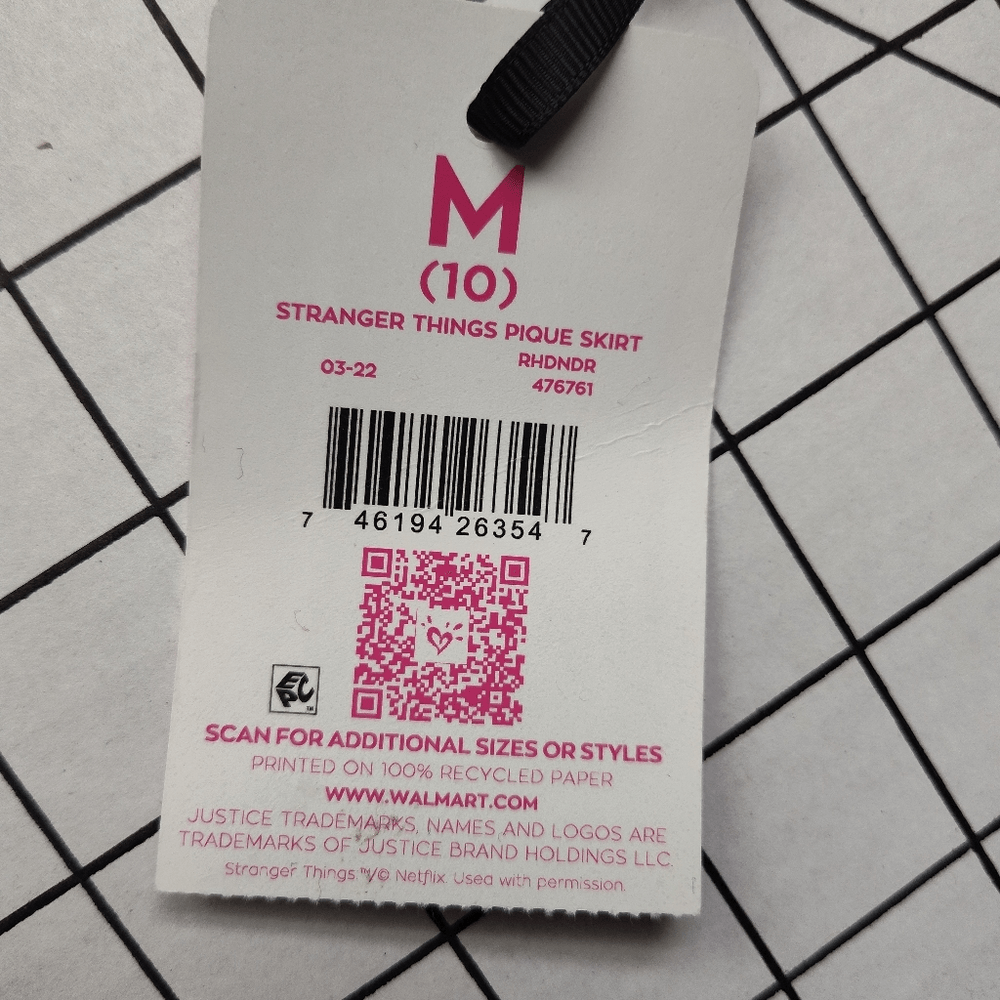 M
(10)
STRANGER THINGS PIQUE SKIRT
03-22 RHDNDR
476761
7 46194 26354 7
EPC
SCAN FOR ADDITIONAL SIZES OR STYLES
PRINTED ON 100% RECYCLED PAPER
WWW.WALMART.COM
JUSTICE TRADEMARKS, NAMES AND LOGOS ARE
TRADEMARKS OF JUSTICE BRAND HOLDINGS LLC.
Stranger Things ™/© Netflix. Used with permission.